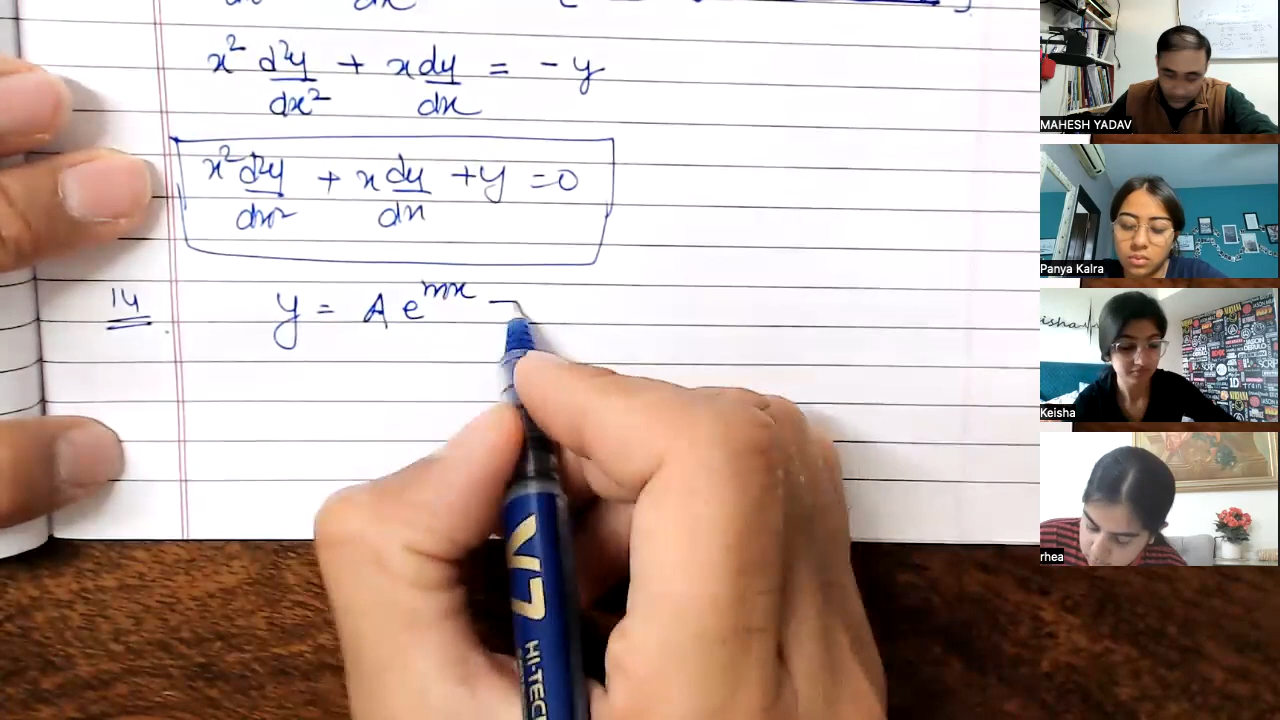 x² d²y/dx² + x dy/dx = - y
x² d²y/dx² + x dy/dx + y = 0
14 y = A e^mx -
V7
HI-TEC
MAHESH YADAV
Panya Kalra
Keisha
rhea